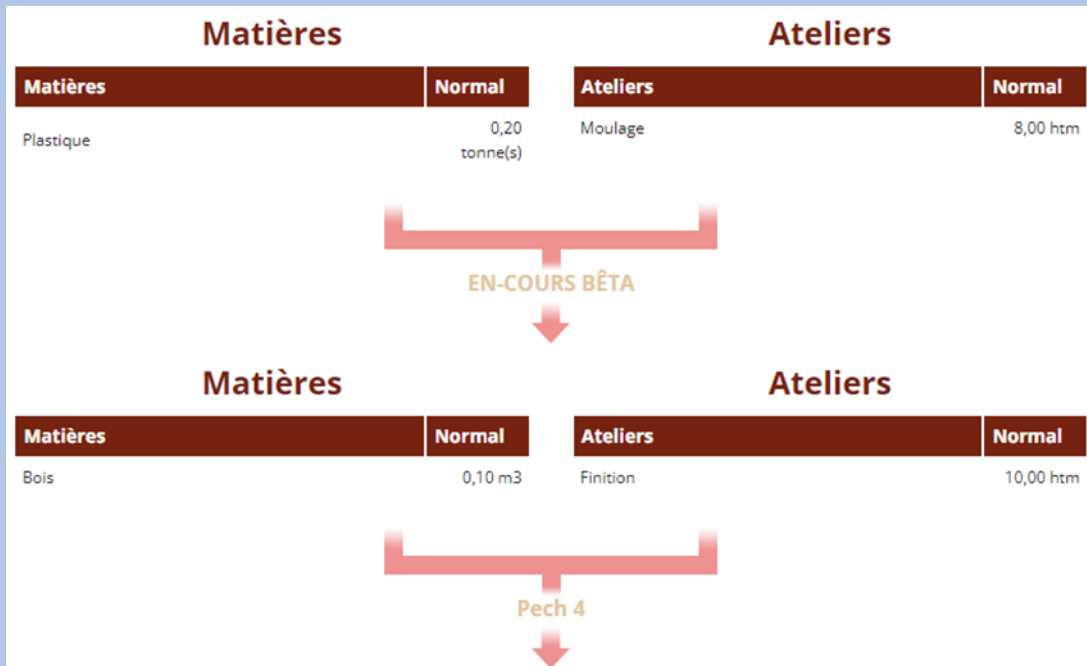 Matières Ateliers
Matières Normal Ateliers Normal
Plastique 0,20 tonne(s) Moulage 8,00 htm
EN-COURS BÊTA
Matières Ateliers
Matières Normal Ateliers Normal
Bois 0,10 m3 Finition 10,00 htm
Pech 4